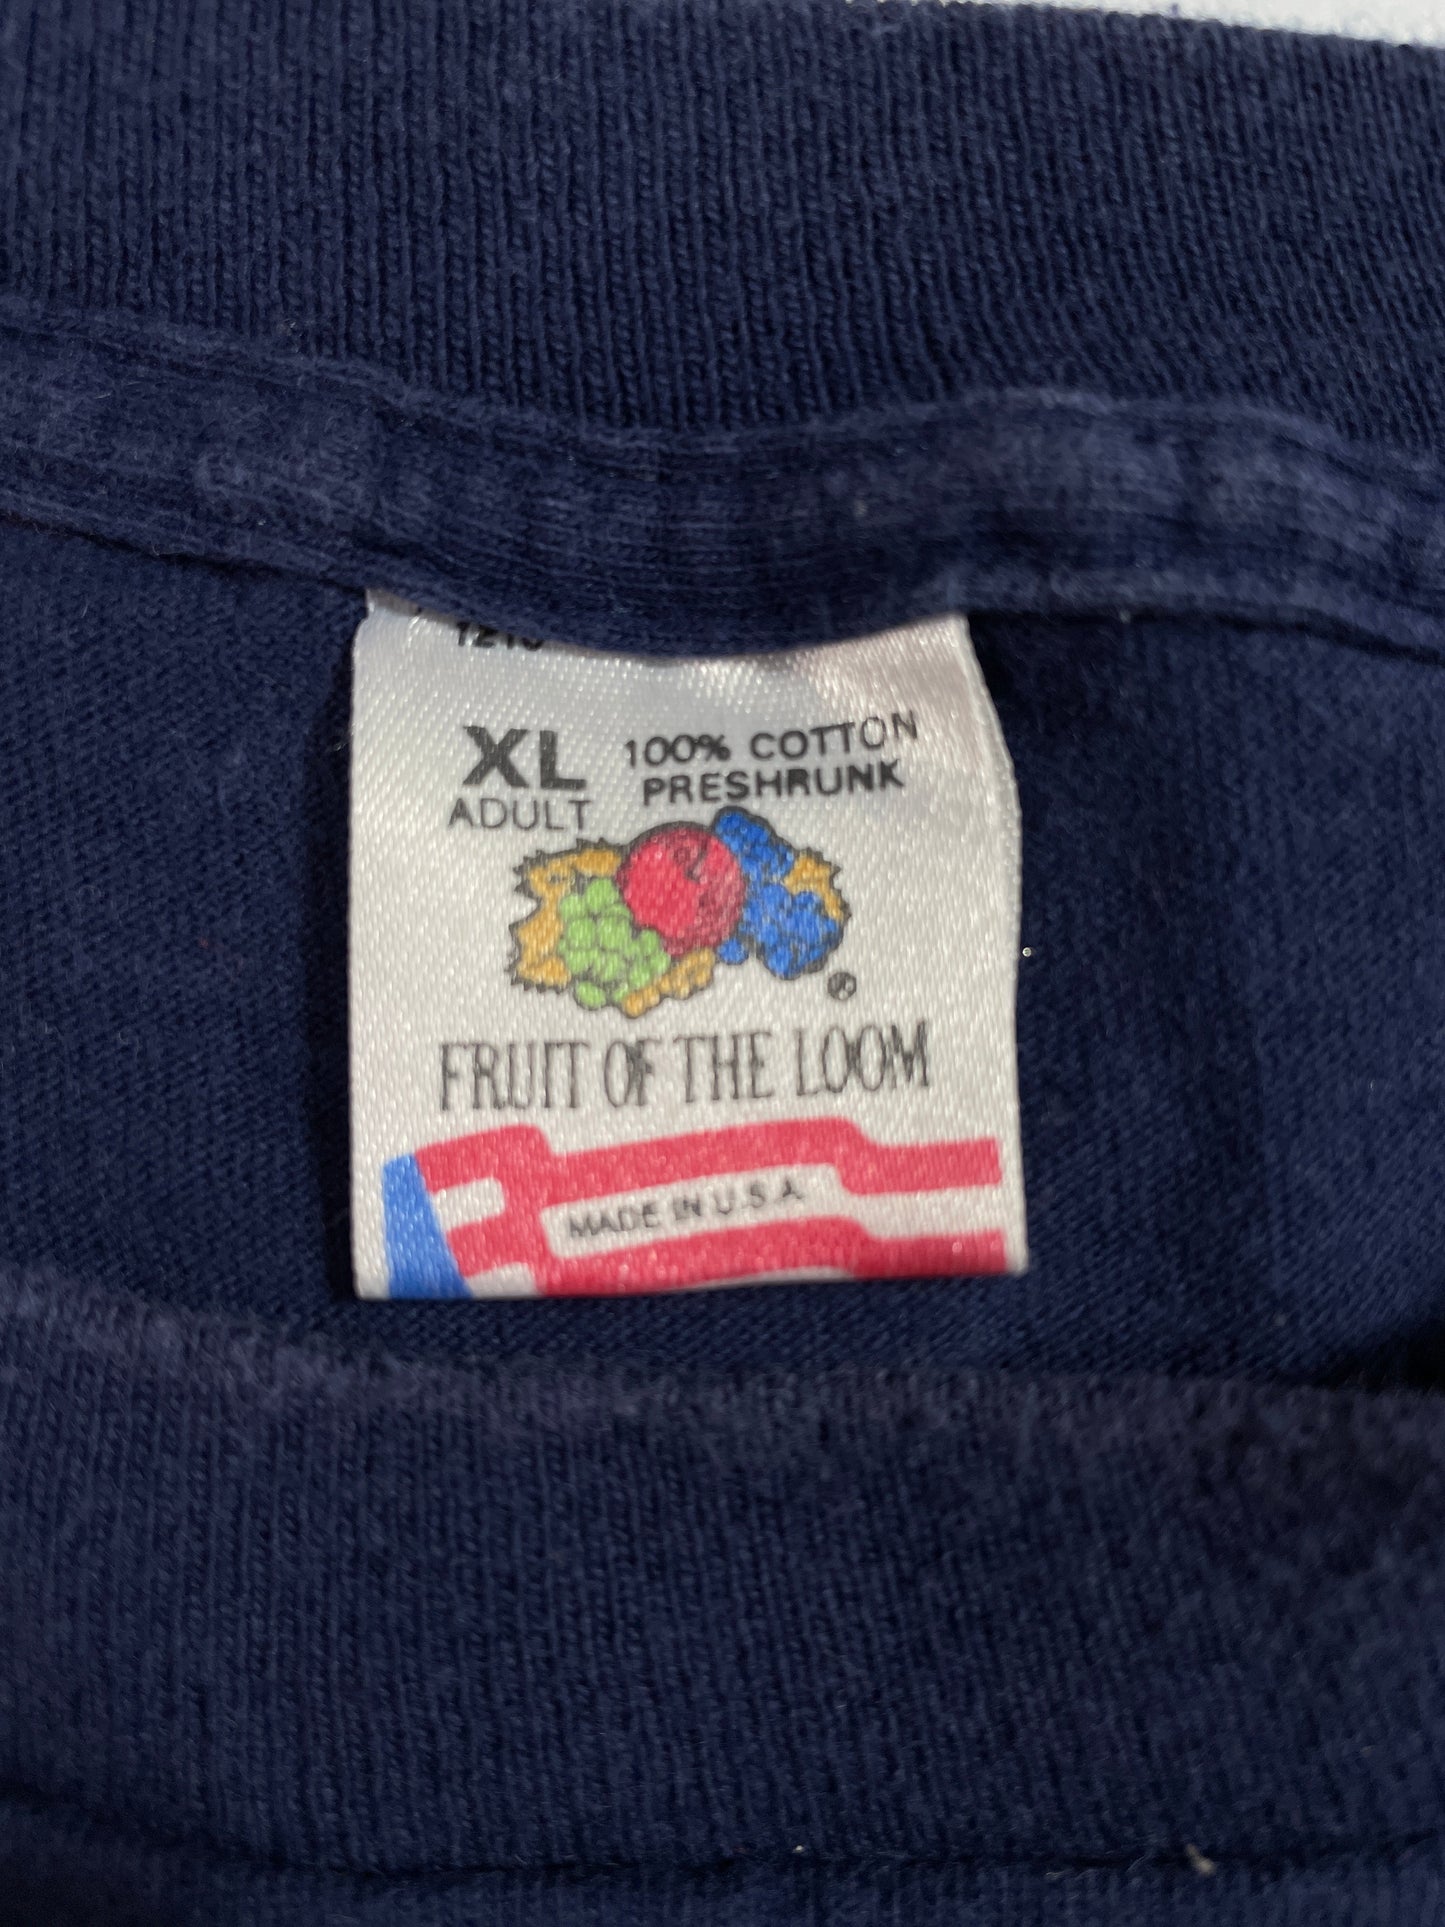 XL 100% COTTON
ADULT PRESHRUNK
®
FRUIT OF THE LOOM
MADE IN U.S.A.